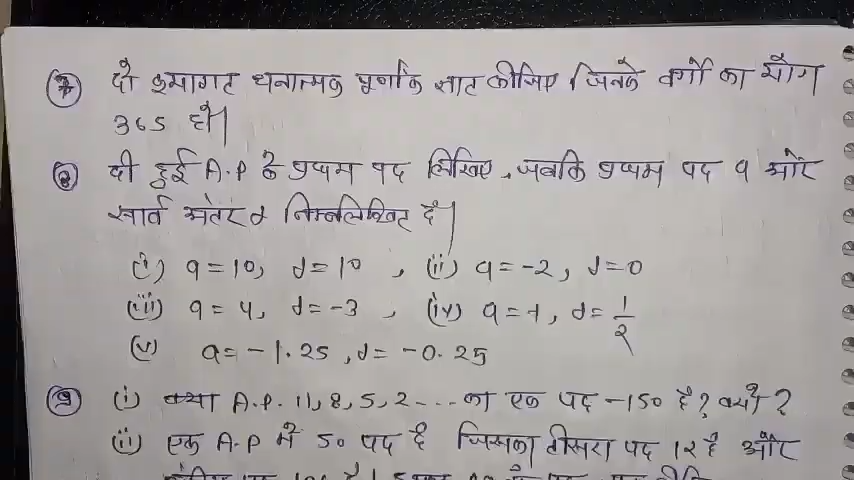 (7) दो क्रमागत धनात्मक पूर्णांक ज्ञात कीजिए जिनके वर्गों का योग
365 हो।
(8) दी हुई A.P के प्रथम पद लिखिए, जबकि प्रथम पद a और
सार्व अंतर d निम्नलिखित है।
(i) a = 10, d = 10 , (ii) a = -2, d = 0
(iii) a = 4, d = -3 , (iv) a = -1, d = 1/2
(v) a = -1.25, d = -0.25
(9) (i) क्या A.P. 11, 8, 5, 2 .... का एक पद -150 है? क्यों?
(ii) एक A.P में 50 पद है जिसका तीसरा पद 12 है और